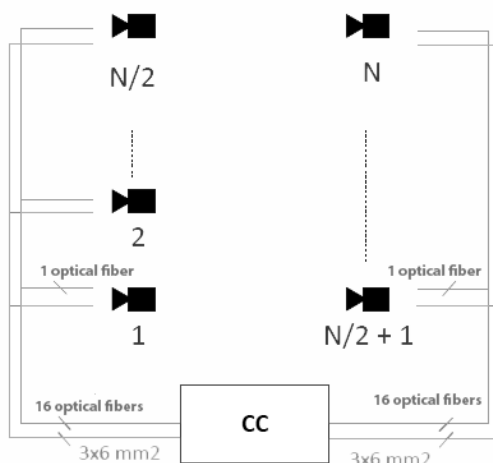 N/2
N
2
1 optical fiber
1 optical fiber
1
N/2 + 1
16 optical fibers
CC
16 optical fibers
3x6 mm2
3x6 mm2